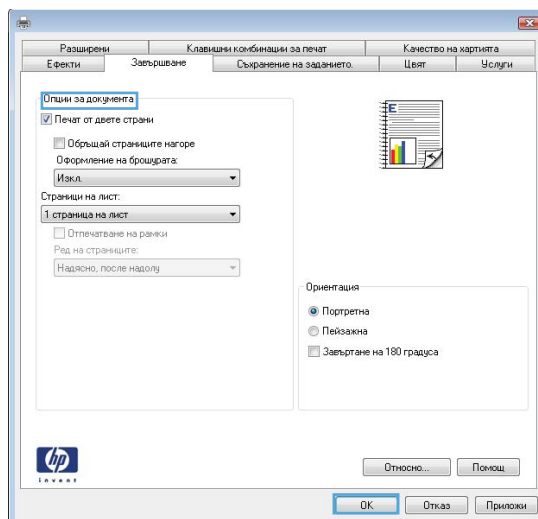 Разширени
Клавишни комбинации за печат
Качество на хартията
Ефекти
Завършване
Съхранение на заданието.
Цвят
Услуги
Опции за документа
Печат от двете страни
Обръщай страниците нагоре
Оформление на брошурата:
Изкл.
Страници на лист:
1 страница на лист
Отпечатване на рамки
Ред на страниците:
Надясно, после надолу
E
Ориентация
Портретна
Пейзажна
Завъртане на 180 градуса
hp
invent
Относно...
Помощ
OK
Отказ
Приложи